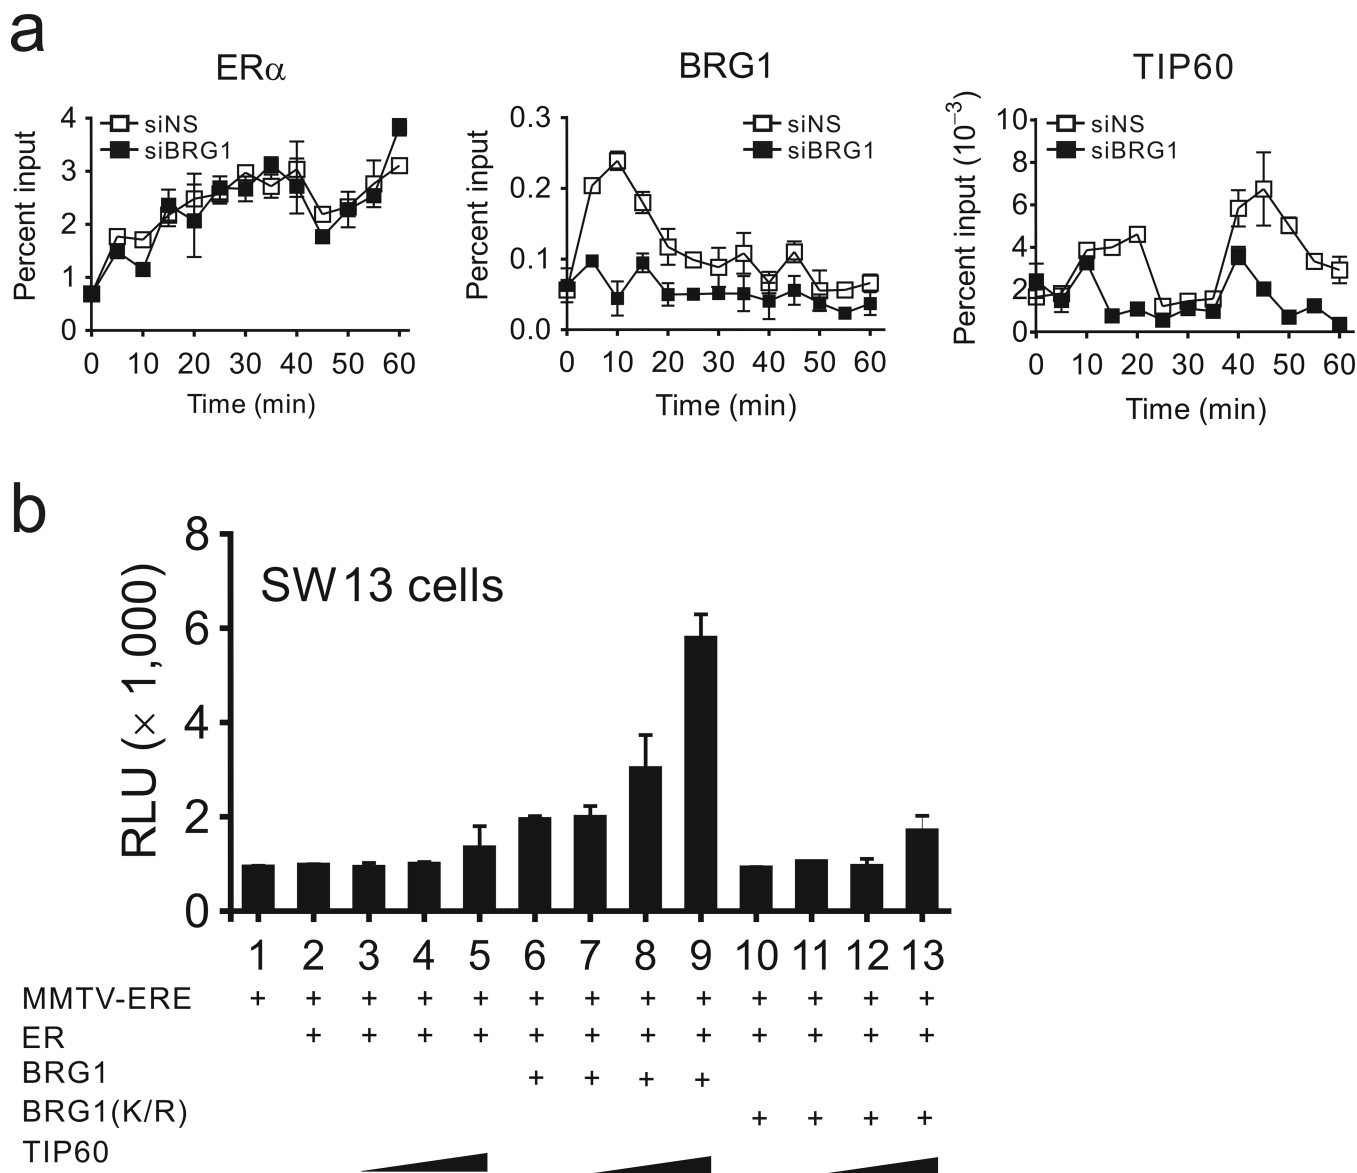 a
ERα BRG1 TIP60
Percent input
4
3
2
1
0
siNS
siBRG1
0 10 20 30 40 50 60
Time (min)
Percent input
0.3
0.2
0.1
0.0
siNS
siBRG1
0 10 20 30 40 50 60
Time (min)
Percent input (10⁻³)
10
8
6
4
2
0
siNS
siBRG1
0 10 20 30 40 50 60
Time (min)
b
SW13 cells
RLU (× 1,000)
8
6
4
2
0
1 2 3 4 5 6 7 8 9 10 11 12 13
MMTV-ERE + + + + + + + + + + + + +
ER + + + + + + + + + + + +
BRG1 + + + +
BRG1(K/R) + + + +
TIP60